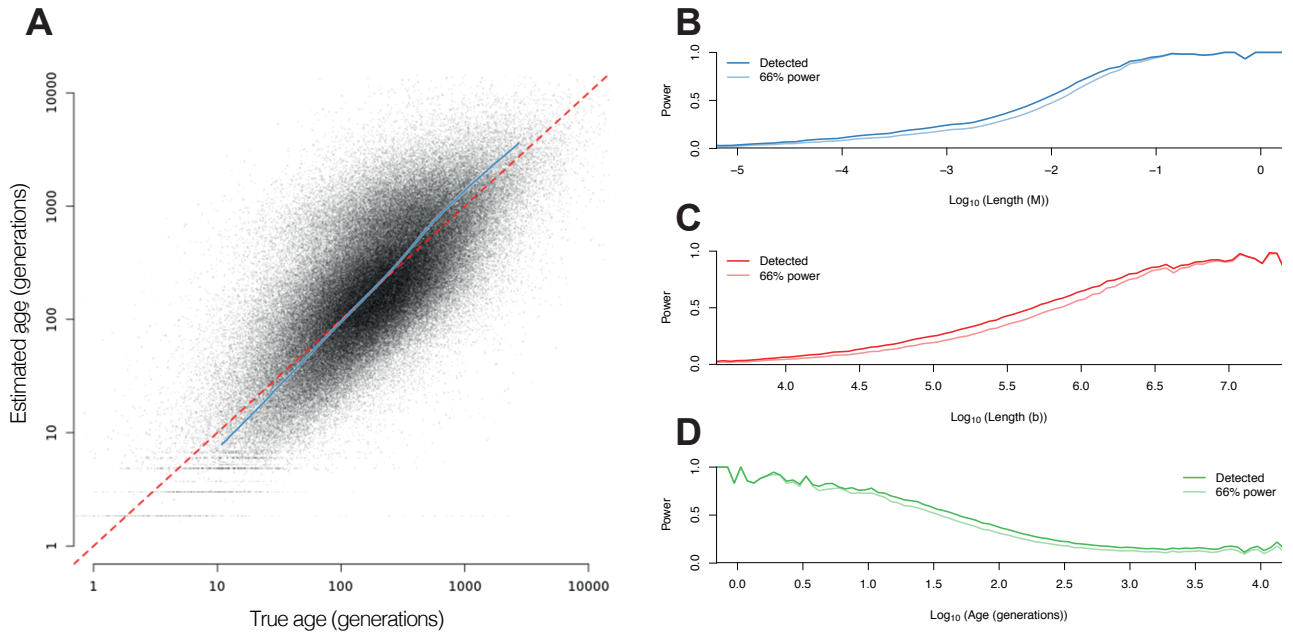 A
Estimated age (generations)
10000
1000
100
10
1
1 10 100 1000 10000
True age (generations)
B
Power
1.0
0.5
0.0
Detected
66% power
−5 −4 −3 −2 −1 0
Log10 (Length (M))
C
Power
1.0
0.5
0.0
Detected
66% power
4.0 4.5 5.0 5.5 6.0 6.5 7.0
Log10 (Length (b))
D
Power
1.0
0.5
0.0
Detected
66% power
0.0 0.5 1.0 1.5 2.0 2.5 3.0 3.5 4.0
Log10 (Age (generations))